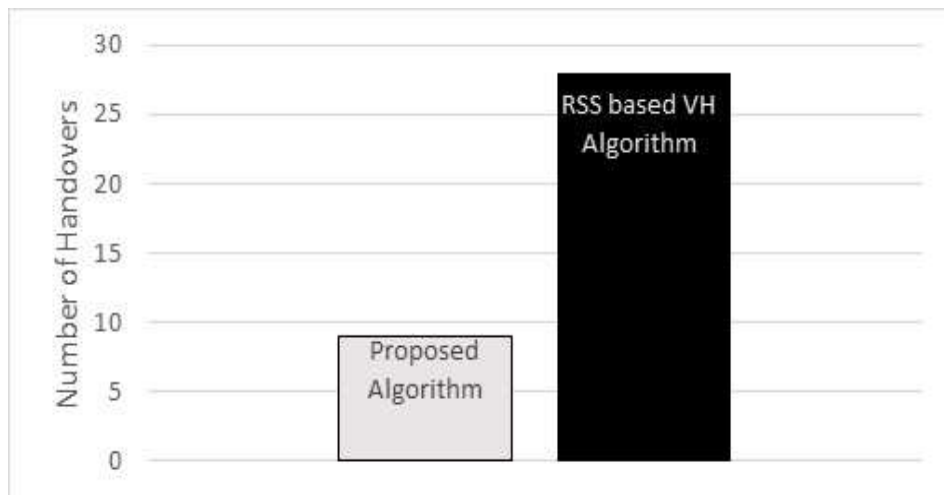 Number of Handovers
30
25
20
15
10
5
0
RSS based VH
Algorithm
Proposed
Algorithm